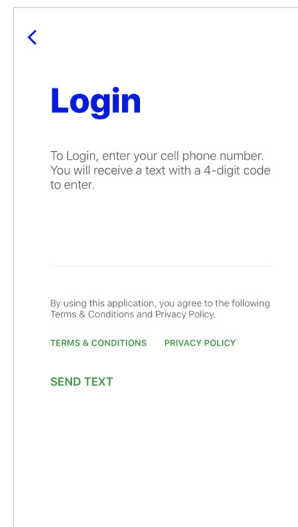 Login
To Login, enter your cell phone number.
You will receive a text with a 4-digit code
to enter.
By using this application, you agree to the following
Terms & Conditions and Privacy Policy.
TERMS & CONDITIONS PRIVACY POLICY
SEND TEXT